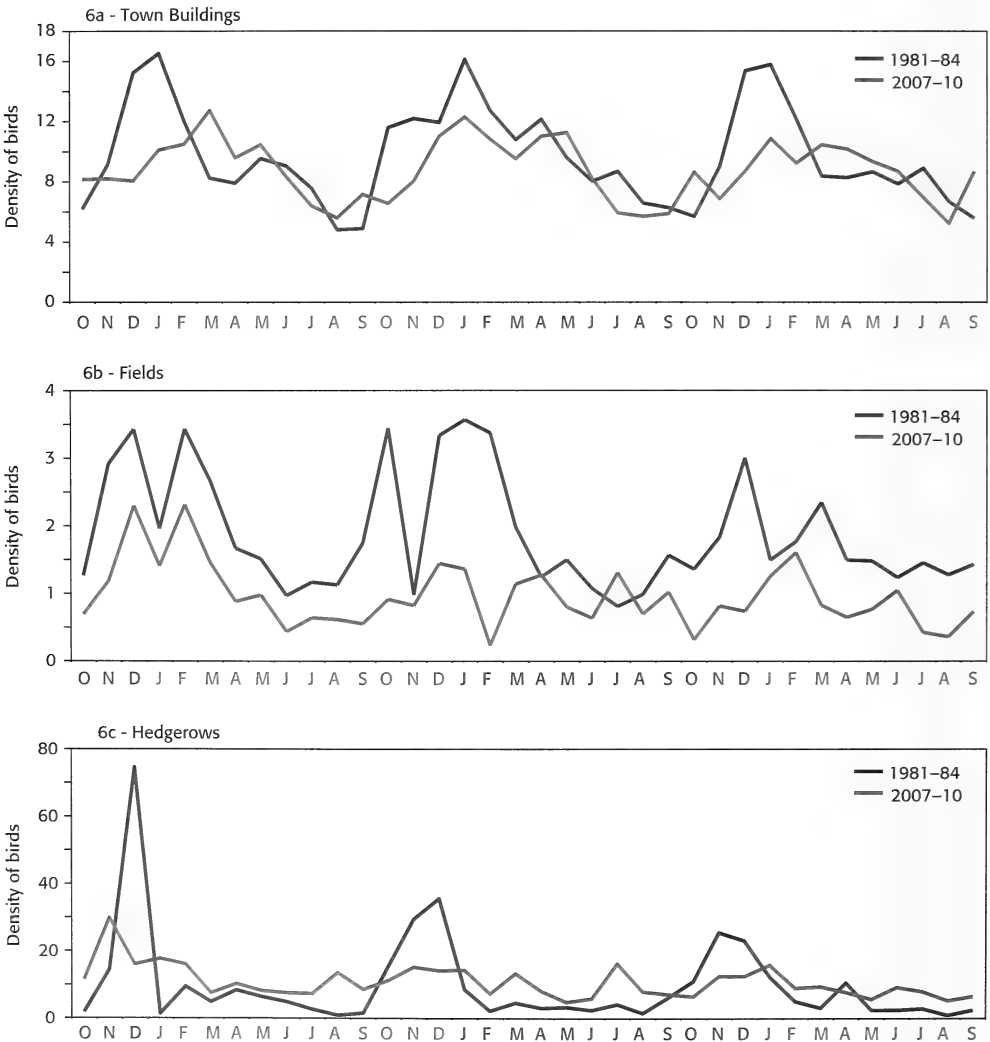 6a - Town Buildings
18
16
12
8
4
0
Density of birds
1981–84
2007–10
O N D J F M A M J J A S O N D J F M A M J J A S O N D J F M A M J J A S
6b - Fields
4
3
2
1
0
Density of birds
1981–84
2007–10
O N D J F M A M J J A S O N D J F M A M J J A S O N D J F M A M J J A S
6c - Hedgerows
80
60
40
20
0
Density of birds
1981–84
2007–10
O N D J F M A M J J A S O N D J F M A M J J A S O N D J F M A M J J A S